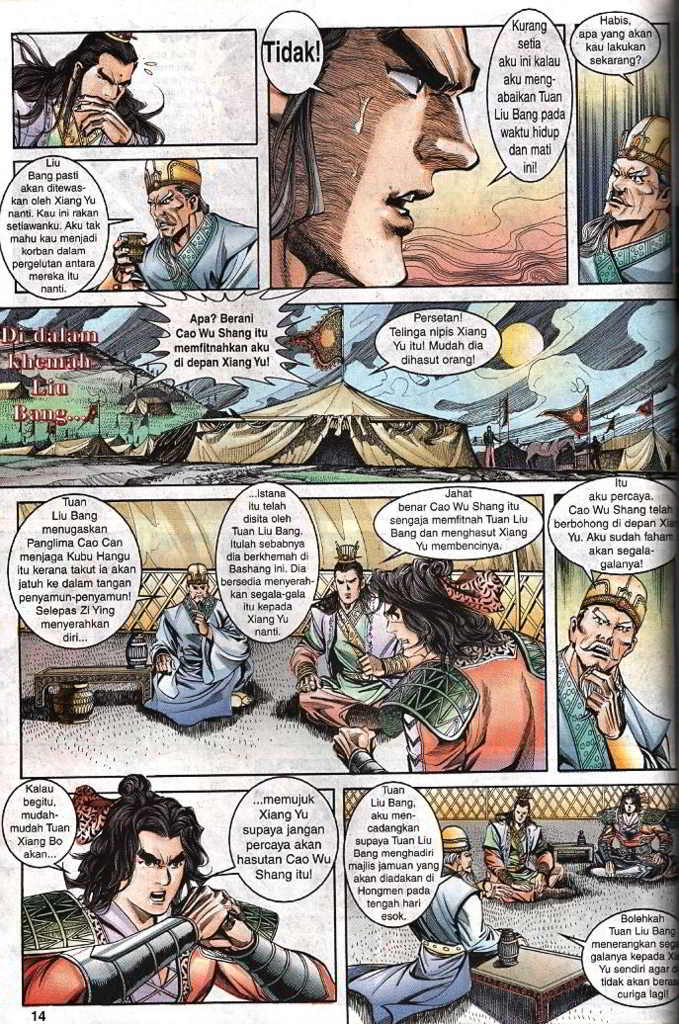 Tidak!
Kurang
setia
aku ini kalau
aku meng-
abaikan Tuan
Liu Bang pada
waktu hidup
dan mati
ini!
Habis,
apa yang akan
kau lakukan
sekarang?
Liu
Bang pasti
akan ditewas-
kan oleh Xiang Yu
nanti. Kau ini rakan
setiawanku. Aku tak
mahu kau menjadi
korban dalam
pergelutan antara
mereka itu
nanti.
Di dalam
khemah
Liu
Bang...
Apa? Berani
Cao Wu Shang itu
memfitnahkan aku
di depan Xiang Yu!
Persetan!
Telinga nipis Xiang
Yu itu! Mudah dia
dihasut orang!
Tuan
Liu Bang
menugaskan
Panglima Cao Can
menjaga Kubu Hangu
itu kerana takut ia akan
jatuh ke dalam tangan
penyamun-penyamun!
Selepas Zi Ying
menyerahkan
diri...
...Istana
itu telah
disita oleh
Tuan Liu Bang.
Itulah sebabnya
dia berkhemah di
Bashang ini. Dia
bersedia menyerah-
kan segala-gala
itu kepada
Xiang Yu
nanti.
Jahat
benar Cao Wu Shang itu
sengaja memfitnah Tuan Liu
Bang dan menghasut Xiang
Yu membencinya.
Itu
aku percaya.
Cao Wu Shang telah
berbohong di depan Xiang
Yu. Aku sudah faham
akan segala-
galanya!
Kalau
begitu,
mudah-
mudah Tuan
Xiang Bo
akan...
...memujuk
Xiang Yu
supaya jangan
percaya akan
hasutan Cao Wu
Shang itu!
Tuan
Liu Bang,
aku men-
cadangkan
supaya Tuan Liu
Bang menghadiri
majlis jamuan yang
akan diadakan di
Hongmen pada
tengah hari
esok.
Bolehkah
Tuan Liu Bang
menerangkan sega
galanya kepada Xia
Yu sendiri agar d
tidak akan beras
curiga lagi!
14